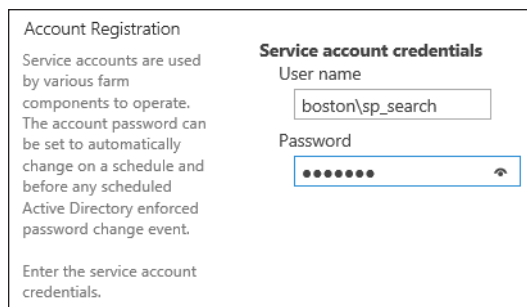 Account Registration
Service accounts are used
by various farm
components to operate.
The account password can
be set to automatically
change on a schedule and
before any scheduled
Active Directory enforced
password change event.
Enter the service account
credentials.
Service account credentials
User name
boston\sp_search
Password
●●●●●●●